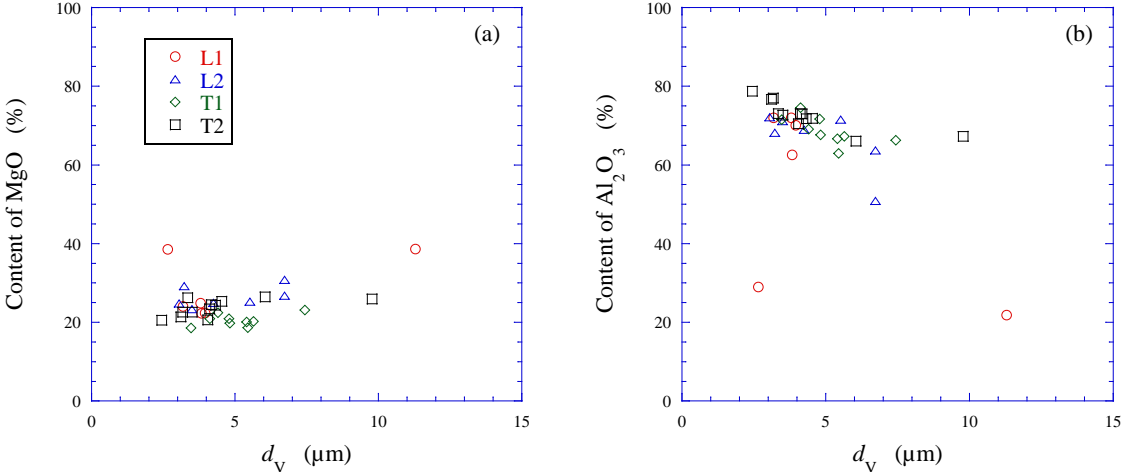 (a)
L1
L2
T1
T2
Content of MgO (%)
100
80
60
40
20
0
0 5 10 15
d_V (µm)
(b)
Content of Al₂O₃ (%)
100
80
60
40
20
0
0 5 10 15
d_V (µm)